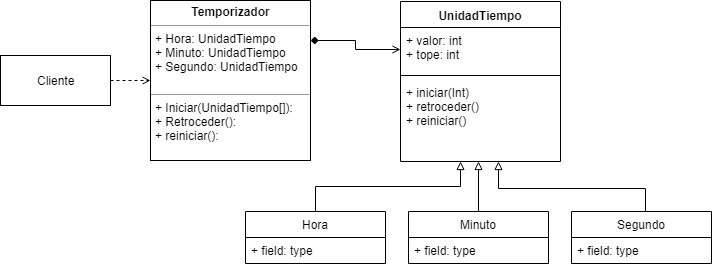 Temporizador
+ Hora: UnidadTiempo
+ Minuto: UnidadTiempo
+ Segundo: UnidadTiempo
+ Iniciar(UnidadTiempo[]):
+ Retroceder():
+ reiniciar():
Cliente
UnidadTiempo
+ valor: int
+ tope: int
+ iniciar(Int)
+ retroceder()
+ reiniciar()
Hora
+ field: type
Minuto
+ field: type
Segundo
+ field: type